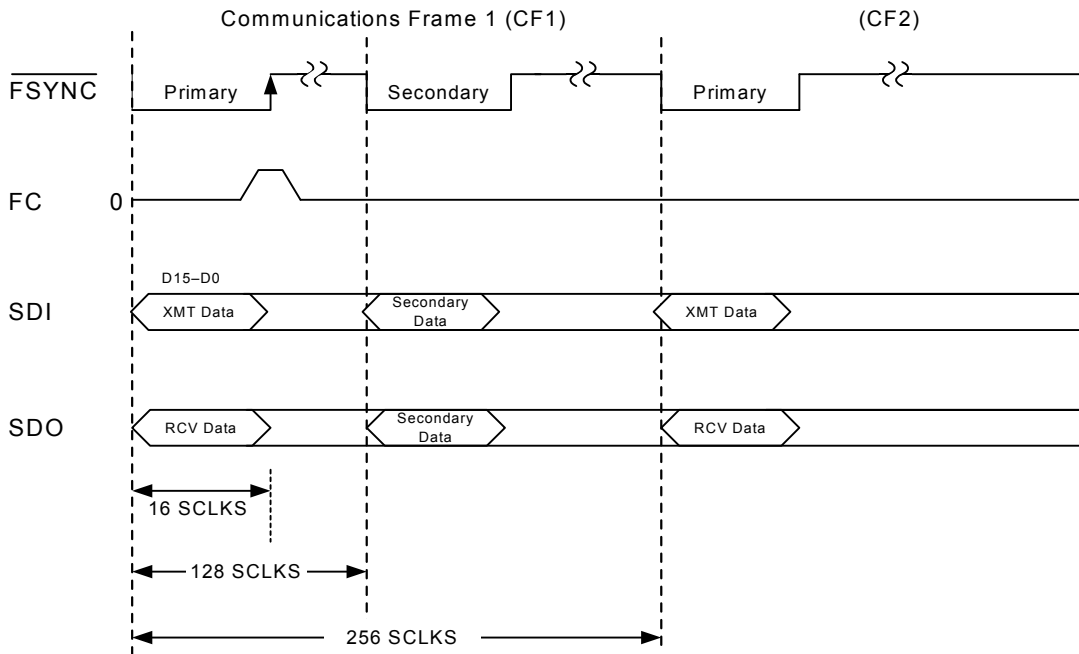 Communications Frame 1 (CF1) (CF2)
FSYNC Primary Secondary Primary
FC 0
D15–D0
SDI XMT Data Secondary Data XMT Data
SDO RCV Data Secondary Data RCV Data
16 SCLKS
128 SCLKS
256 SCLKS